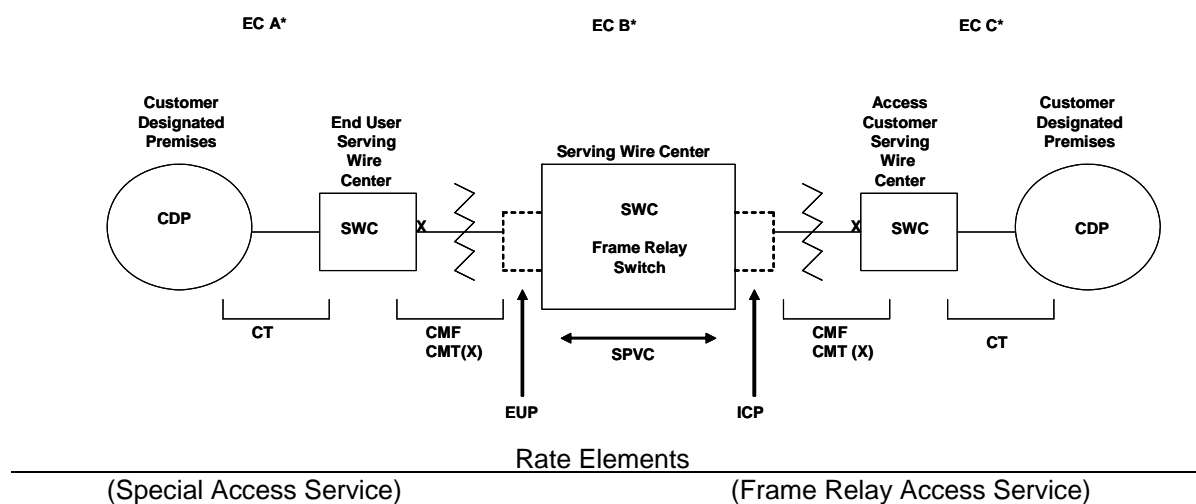 EC A*
EC B*
EC C*
Customer
Designated
Premises
End User
Serving
Wire
Center
Serving Wire Center
Access
Customer
Serving
Wire
Center
Customer
Designated
Premises
CDP
SWC
X
SWC
Frame Relay
Switch
X
SWC
CDP
CT
CMF
CMT(X)
SPVC
CMF
CMT (X)
CT
EUP
ICP
Rate Elements
(Special Access Service)
(Frame Relay Access Service)